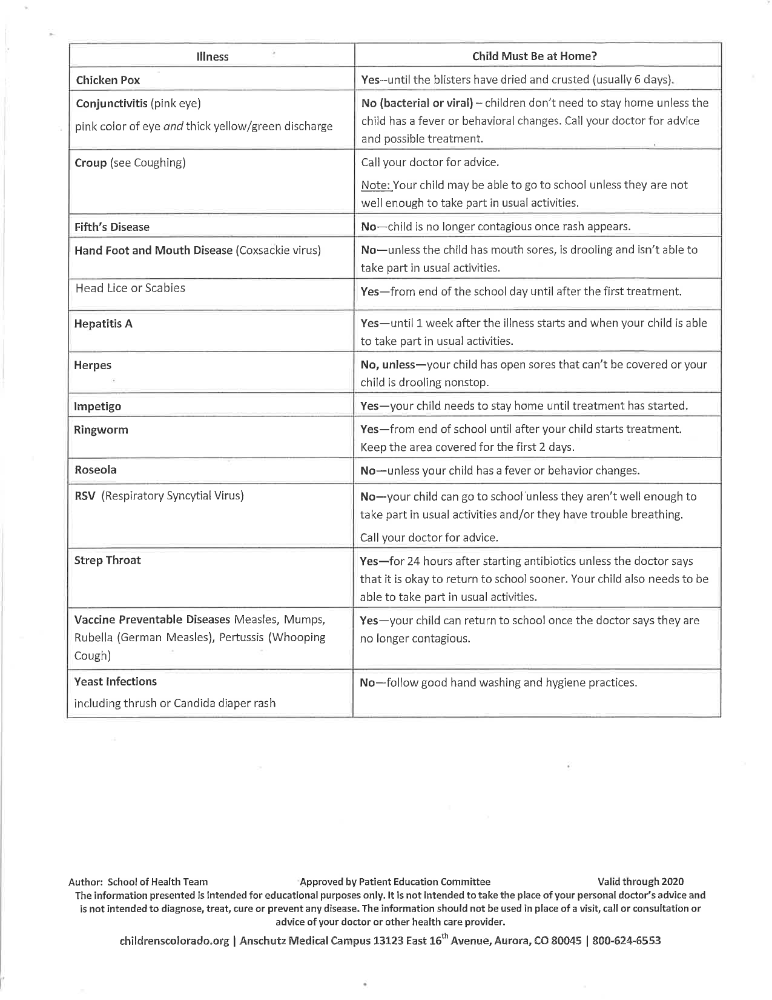 Illness
Child Must Be at Home?
Chicken Pox
Yes--until the blisters have dried and crusted (usually 6 days).
Conjunctivitis (pink eye)
pink color of eye and thick yellow/green discharge
No (bacterial or viral) – children don't need to stay home unless the
child has a fever or behavioral changes. Call your doctor for advice
and possible treatment.
Croup (see Coughing)
Call your doctor for advice.
Note: Your child may be able to go to school unless they are not
well enough to take part in usual activities.
Fifth's Disease
No—child is no longer contagious once rash appears.
Hand Foot and Mouth Disease (Coxsackie virus)
No—unless the child has mouth sores, is drooling and isn't able to
take part in usual activities.
Head Lice or Scabies
Yes—from end of the school day until after the first treatment.
Hepatitis A
Yes—until 1 week after the illness starts and when your child is able
to take part in usual activities.
Herpes
No, unless—your child has open sores that can't be covered or your
child is drooling nonstop.
Impetigo
Yes—your child needs to stay home until treatment has started.
Ringworm
Yes—from end of school until after your child starts treatment.
Keep the area covered for the first 2 days.
Roseola
No—unless your child has a fever or behavior changes.
RSV (Respiratory Syncytial Virus)
No—your child can go to school unless they aren't well enough to
take part in usual activities and/or they have trouble breathing.
Call your doctor for advice.
Strep Throat
Yes—for 24 hours after starting antibiotics unless the doctor says
that it is okay to return to school sooner. Your child also needs to be
able to take part in usual activities.
Vaccine Preventable Diseases Measles, Mumps,
Rubella (German Measles), Pertussis (Whooping
Cough)
Yes—your child can return to school once the doctor says they are
no longer contagious.
Yeast Infections
including thrush or Candida diaper rash
No—follow good hand washing and hygiene practices.
Author: School of Health Team Approved by Patient Education Committee Valid through 2020
The information presented is intended for educational purposes only. It is not intended to take the place of your personal doctor's advice and
is not intended to diagnose, treat, cure or prevent any disease. The information should not be used in place of a visit, call or consultation or
advice of your doctor or other health care provider.
childrenscolorado.org | Anschutz Medical Campus 13123 East 16th Avenue, Aurora, CO 80045 | 800-624-6553